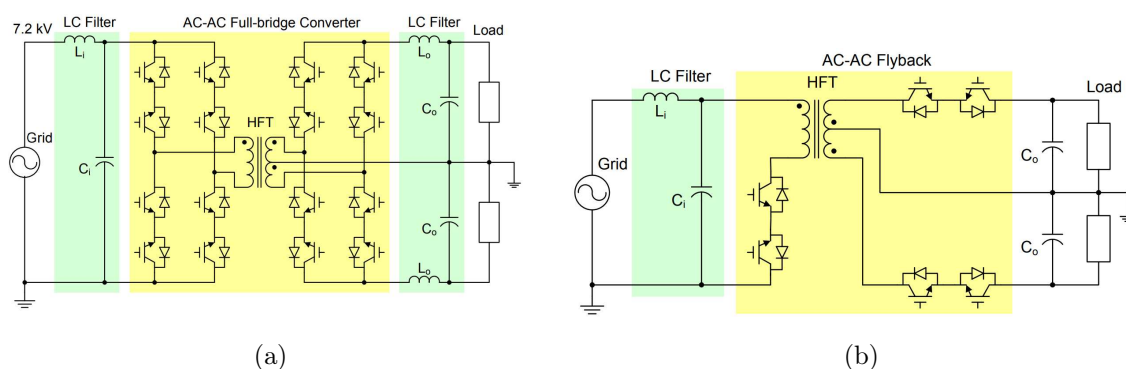 LC Filter
AC-AC Full-bridge Converter
LC Filter
7.2 kV
Load
Li
Lo
Co
HFT
Grid
Ci
Co
Lo
(a)
AC-AC Flyback
LC Filter
HFT
Load
Li
Co
Grid
Ci
Co
(b)